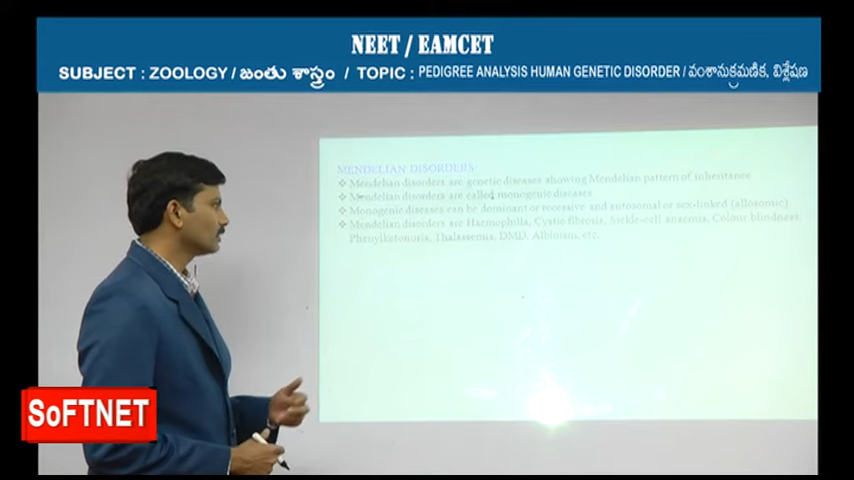 NEET / EAMCET
SUBJECT : ZOOLOGY / జంతు శాస్త్రం / TOPIC : PEDIGREE ANALYSIS HUMAN GENETIC DISORDER / వంశానుక్రమణిక, విశ్లేషణ
MENDELIAN DISORDERS:
❖ Mendelian disorders are genetic diseases showing Mendelian pattern of inheritance
❖ Mendelian disorders are called monogenic diseases
❖ Monogenic diseases can be dominant or recessive and autosomal or sex-linked (allosomic)
❖ Mendelian disorders are Haemophilia, Cystic fibrosis, Sickle-cell anaemia, Colour blindness,
Phenylketonuris, Thalassemia, DMD, Albinism, etc.
SoFTNET